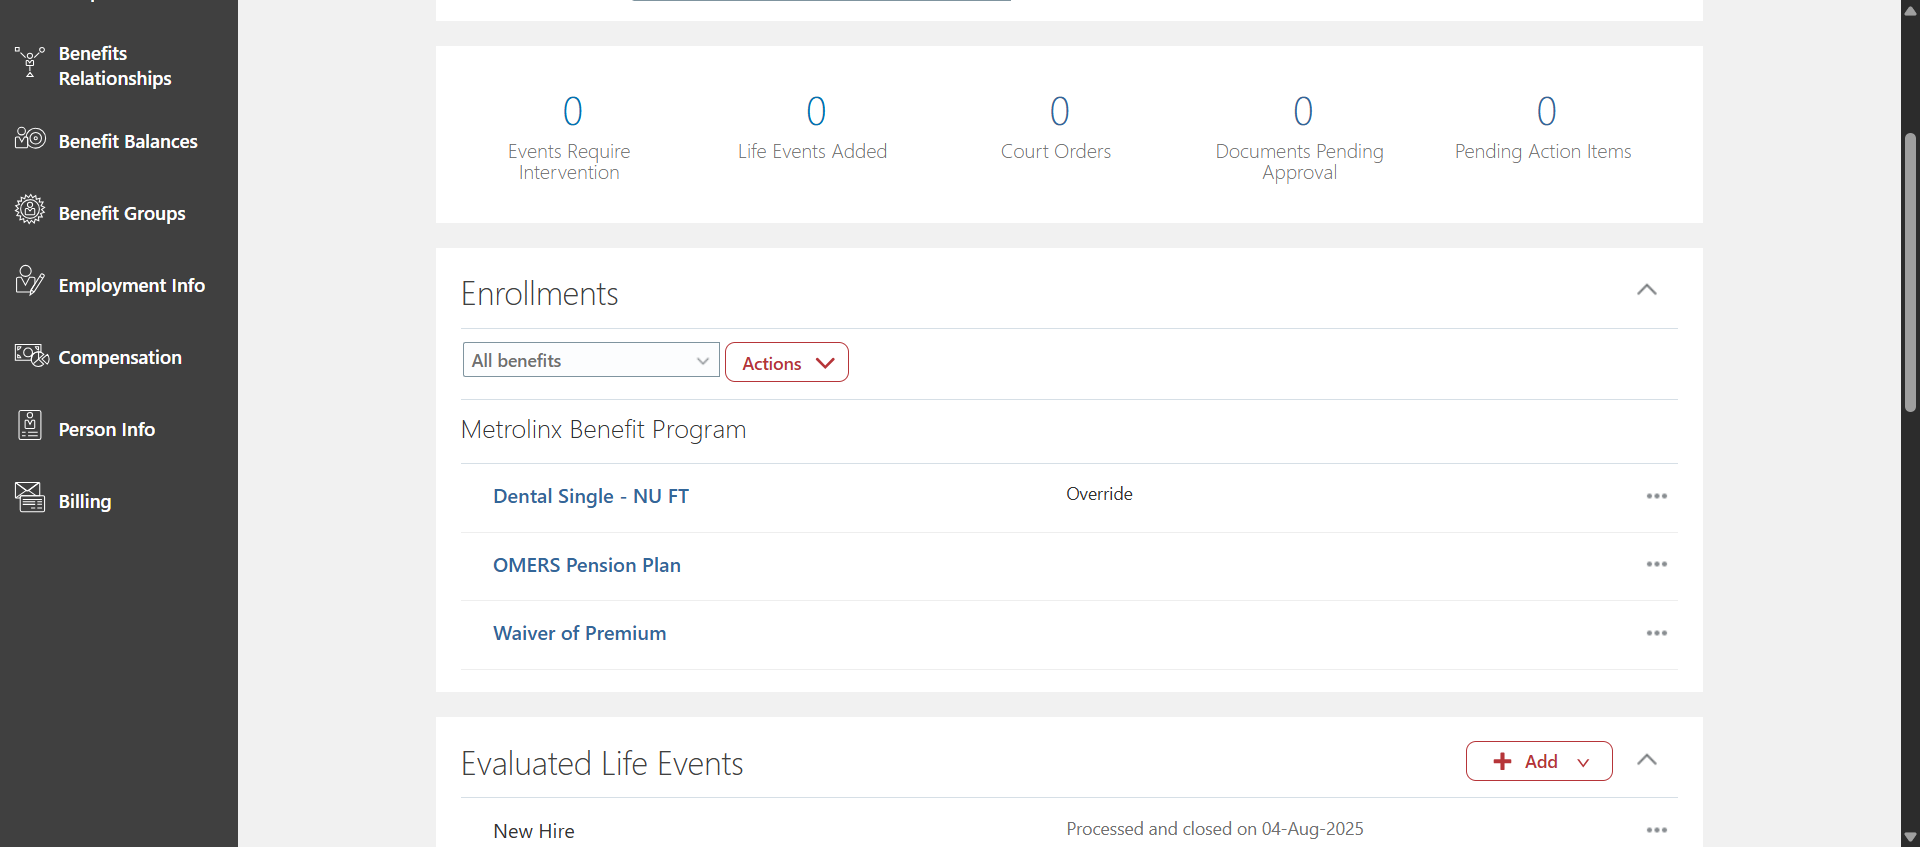 Benefits
Relationships
Benefit Balances
Benefit Groups
Employment Info
Compensation
Person Info
Billing
0
Events Require
Intervention
0
Life Events Added
0
Court Orders
0
Documents Pending
Approval
0
Pending Action Items
Enrollments
All benefits
Actions
Metrolinx Benefit Program
Dental Single - NU FT
Override
OMERS Pension Plan
Waiver of Premium
Evaluated Life Events
Add
New Hire
Processed and closed on 04-Aug-2025